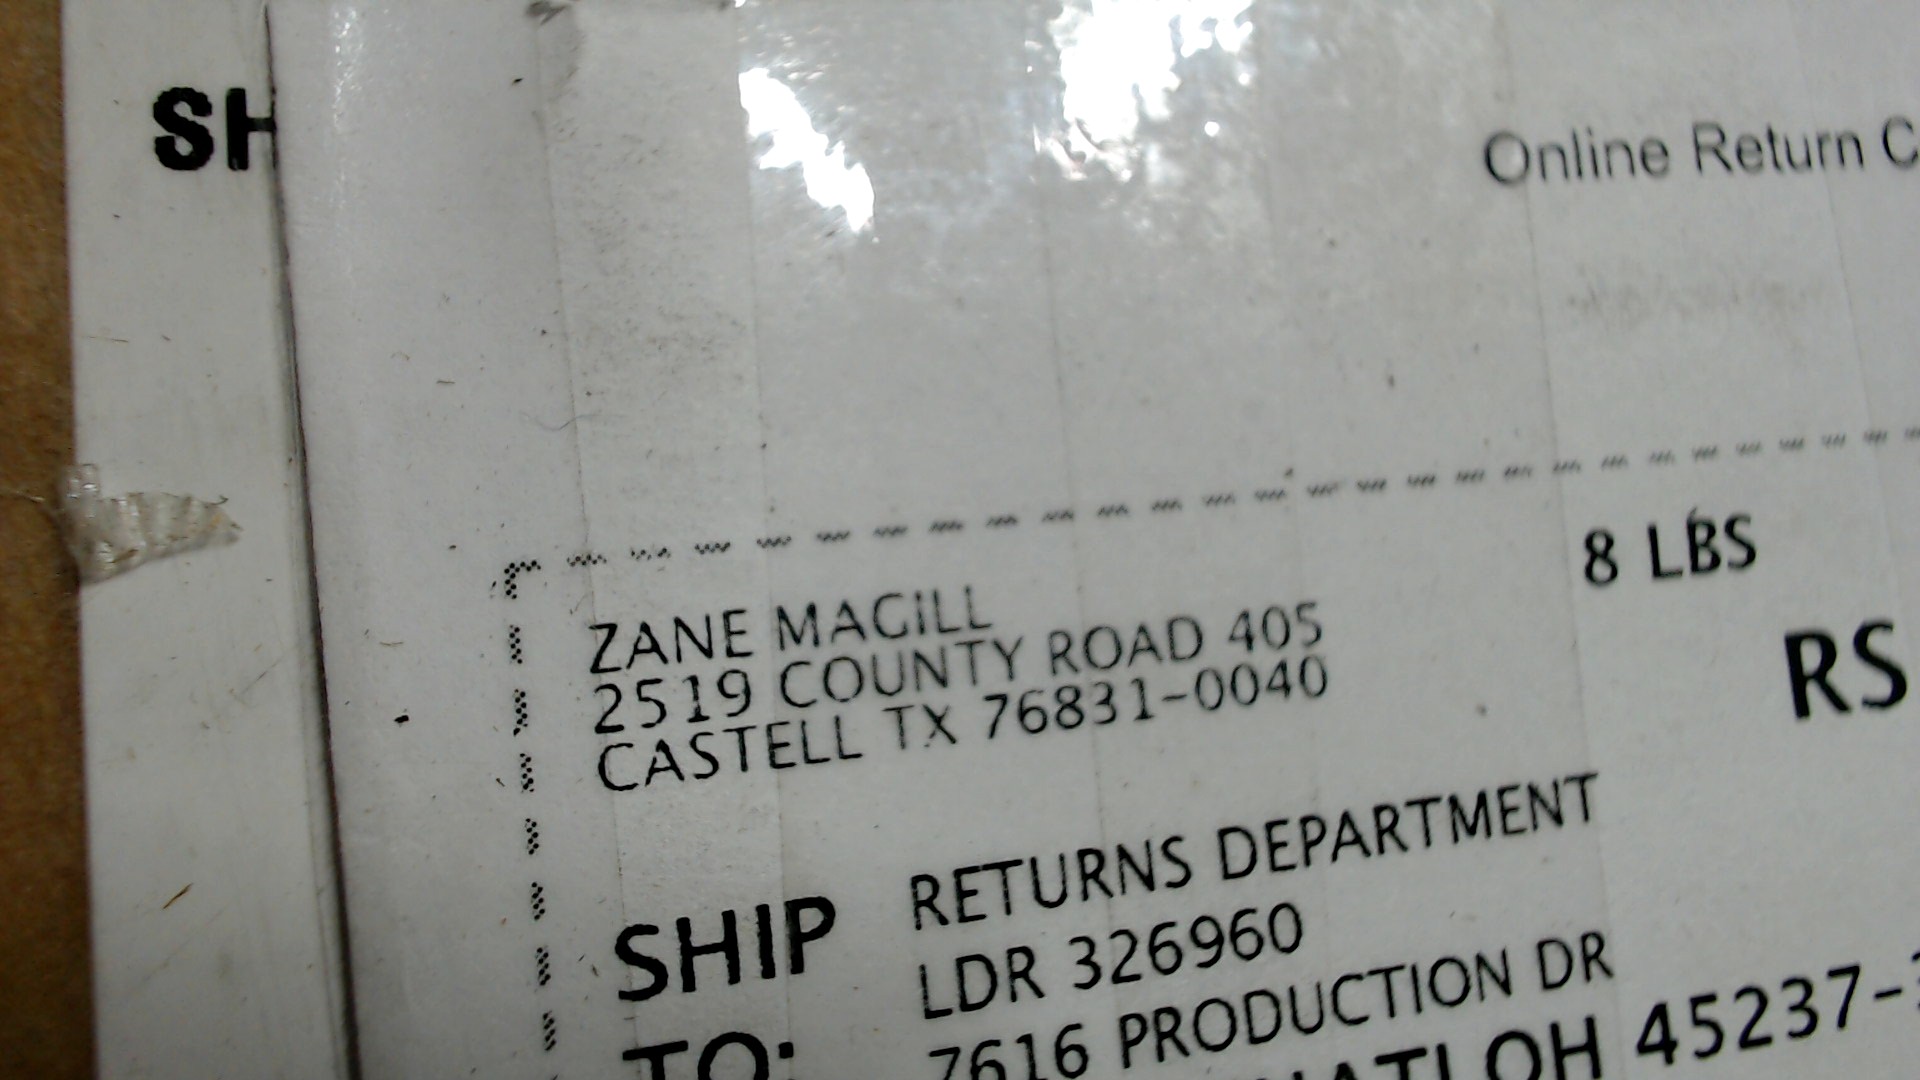 SH
Online Return C
8 LBS
RS
ZANE MAGILL
2519 COUNTY ROAD 405
CASTELL TX 76831-0040
SHIP
TO:
RETURNS DEPARTMENT
LDR 326960
7616 PRODUCTION DR
OH 45237-